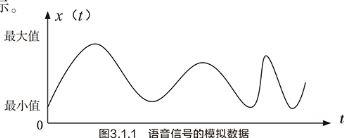 示。
x（t）
最大值
最小值
0
t
图3.1.1 语音信号的模拟数据